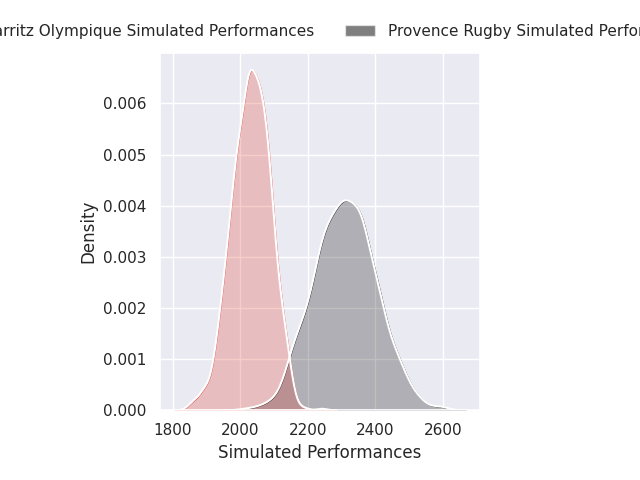 arritz Olympique Simulated Performances Provence Rugby Simulated Perfor
0.006
0.005
0.004
0.003
0.002
0.001
0.000
Density
1800 2000 2200 2400 2600
Simulated Performances